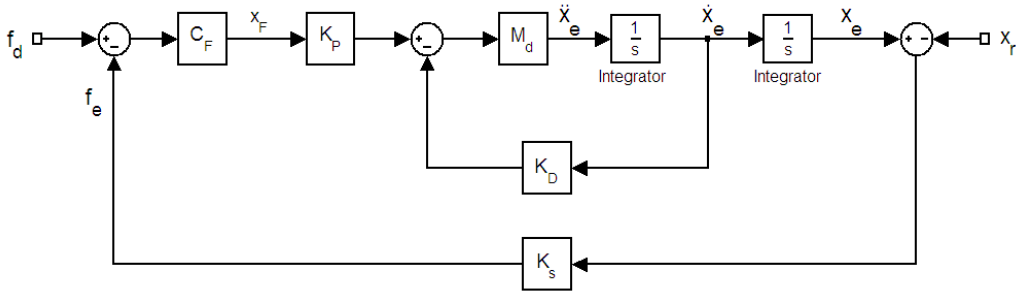 f_d
+
−
C_F
x_F
K_P
+
−
M_d
ẍ_e
1/s
Integrator
ẋ_e
1/s
Integrator
x_e
+
−
x_r
f_e
K_D
K_s